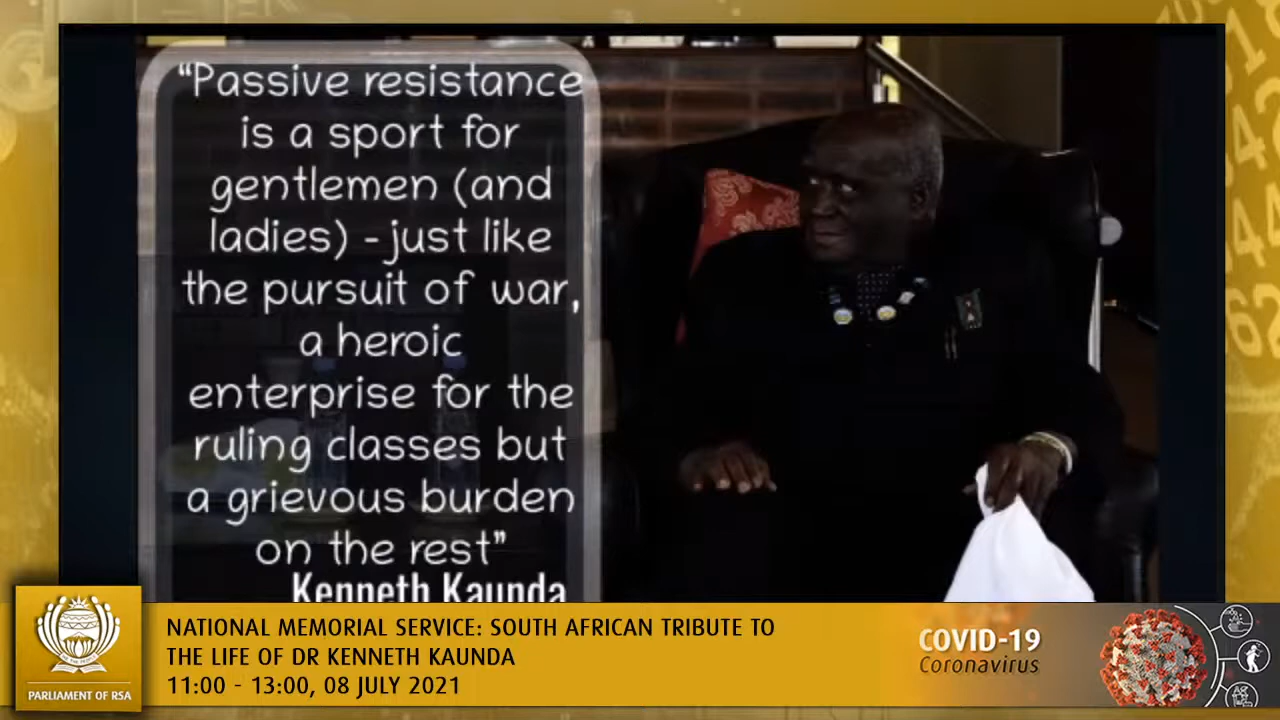 “Passive resistance
is a sport for
gentlemen (and
ladies) - just like
the pursuit of war,
a heroic
enterprise for the
ruling classes but
a grievous burden
on the rest”
Kenneth Kaunda
PARLIAMENT OF RSA
NATIONAL MEMORIAL SERVICE: SOUTH AFRICAN TRIBUTE TO
THE LIFE OF DR KENNETH KAUNDA
11:00 - 13:00, 08 JULY 2021
COVID-19
Coronavirus